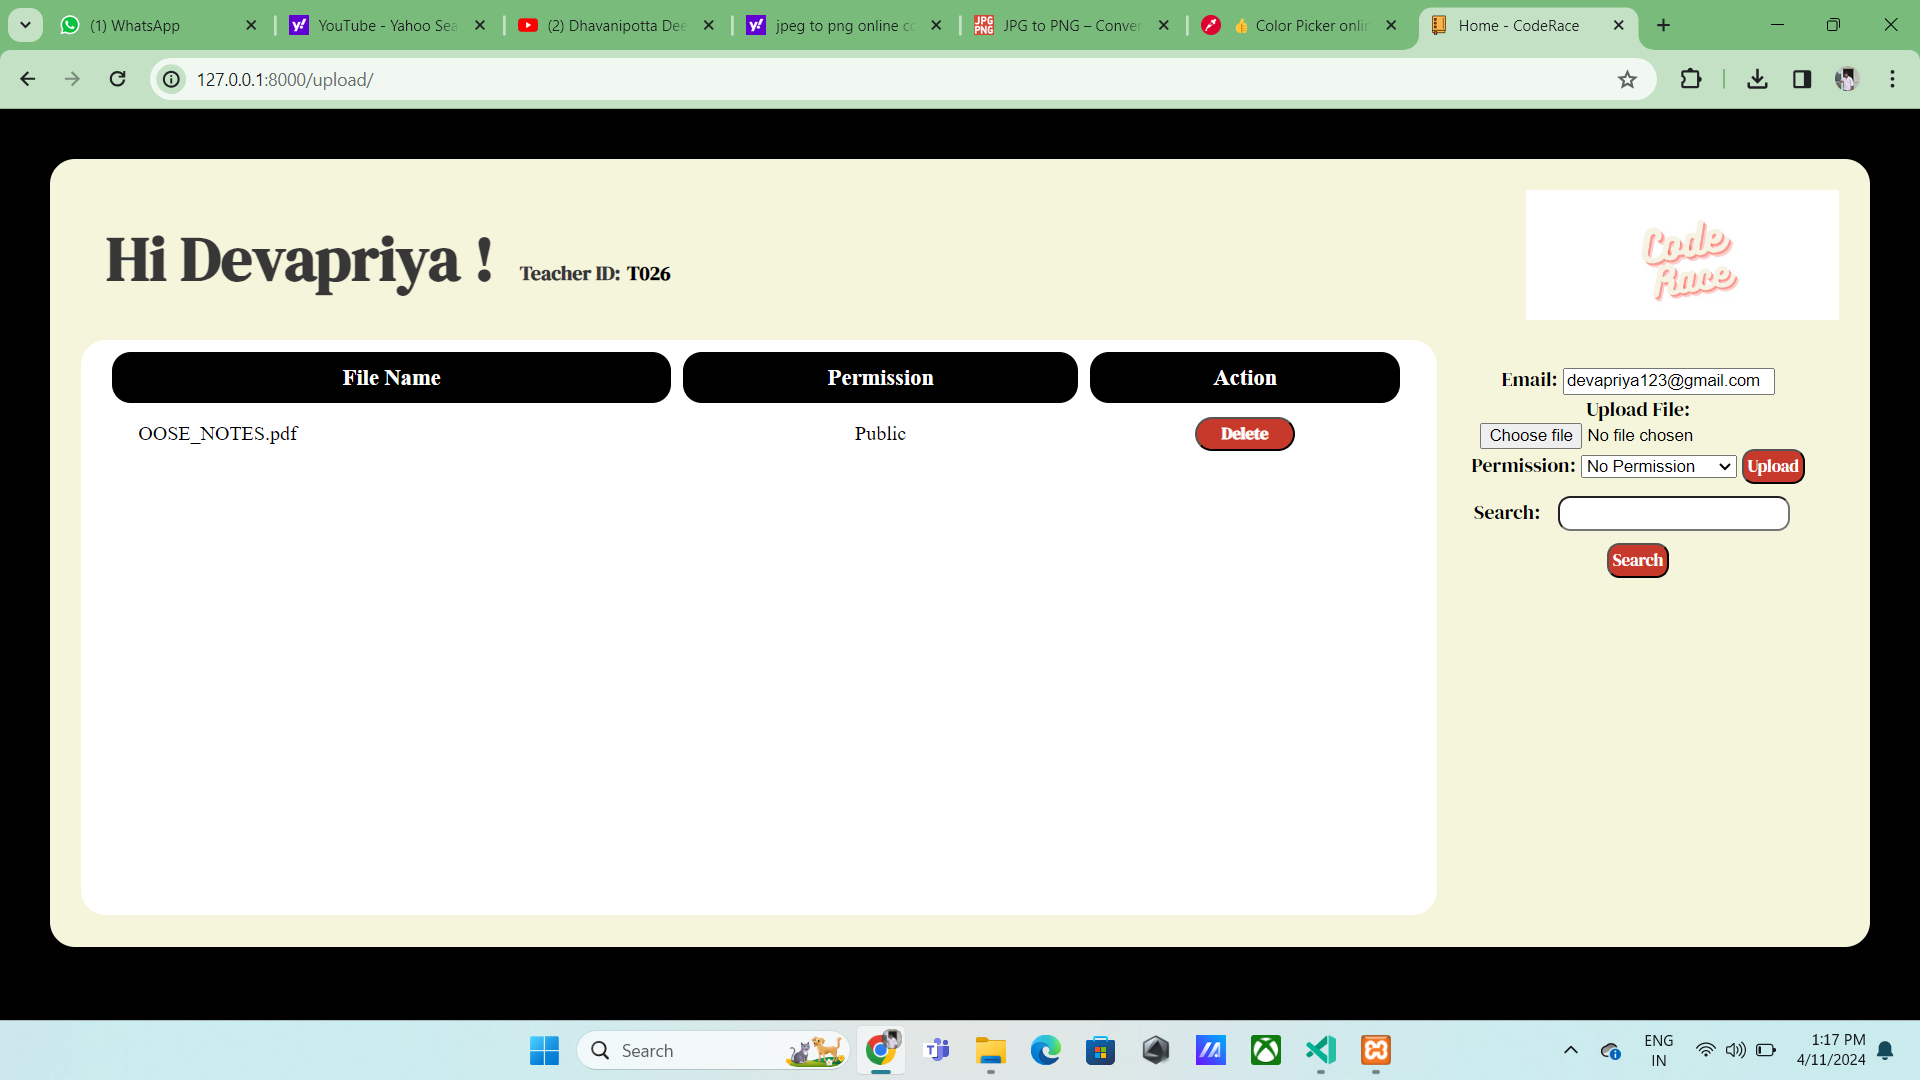 (1) WhatsApp
YouTube - Yahoo Sea
(2) Dhavanipotta Dee
jpeg to png online co
JPG to PNG – Conver
👍 Color Picker onlin
Home - CodeRace
127.0.0.1:8000/upload/
Hi Devapriya !
Teacher ID: T026
Code
Race
File Name
Permission
Action
OOSE_NOTES.pdf
Public
Delete
Email: devapriya123@gmail.com
Upload File:
Choose file No file chosen
Permission: No Permission Upload
Search:
Search
Search
ENG
IN
1:17 PM
4/11/2024